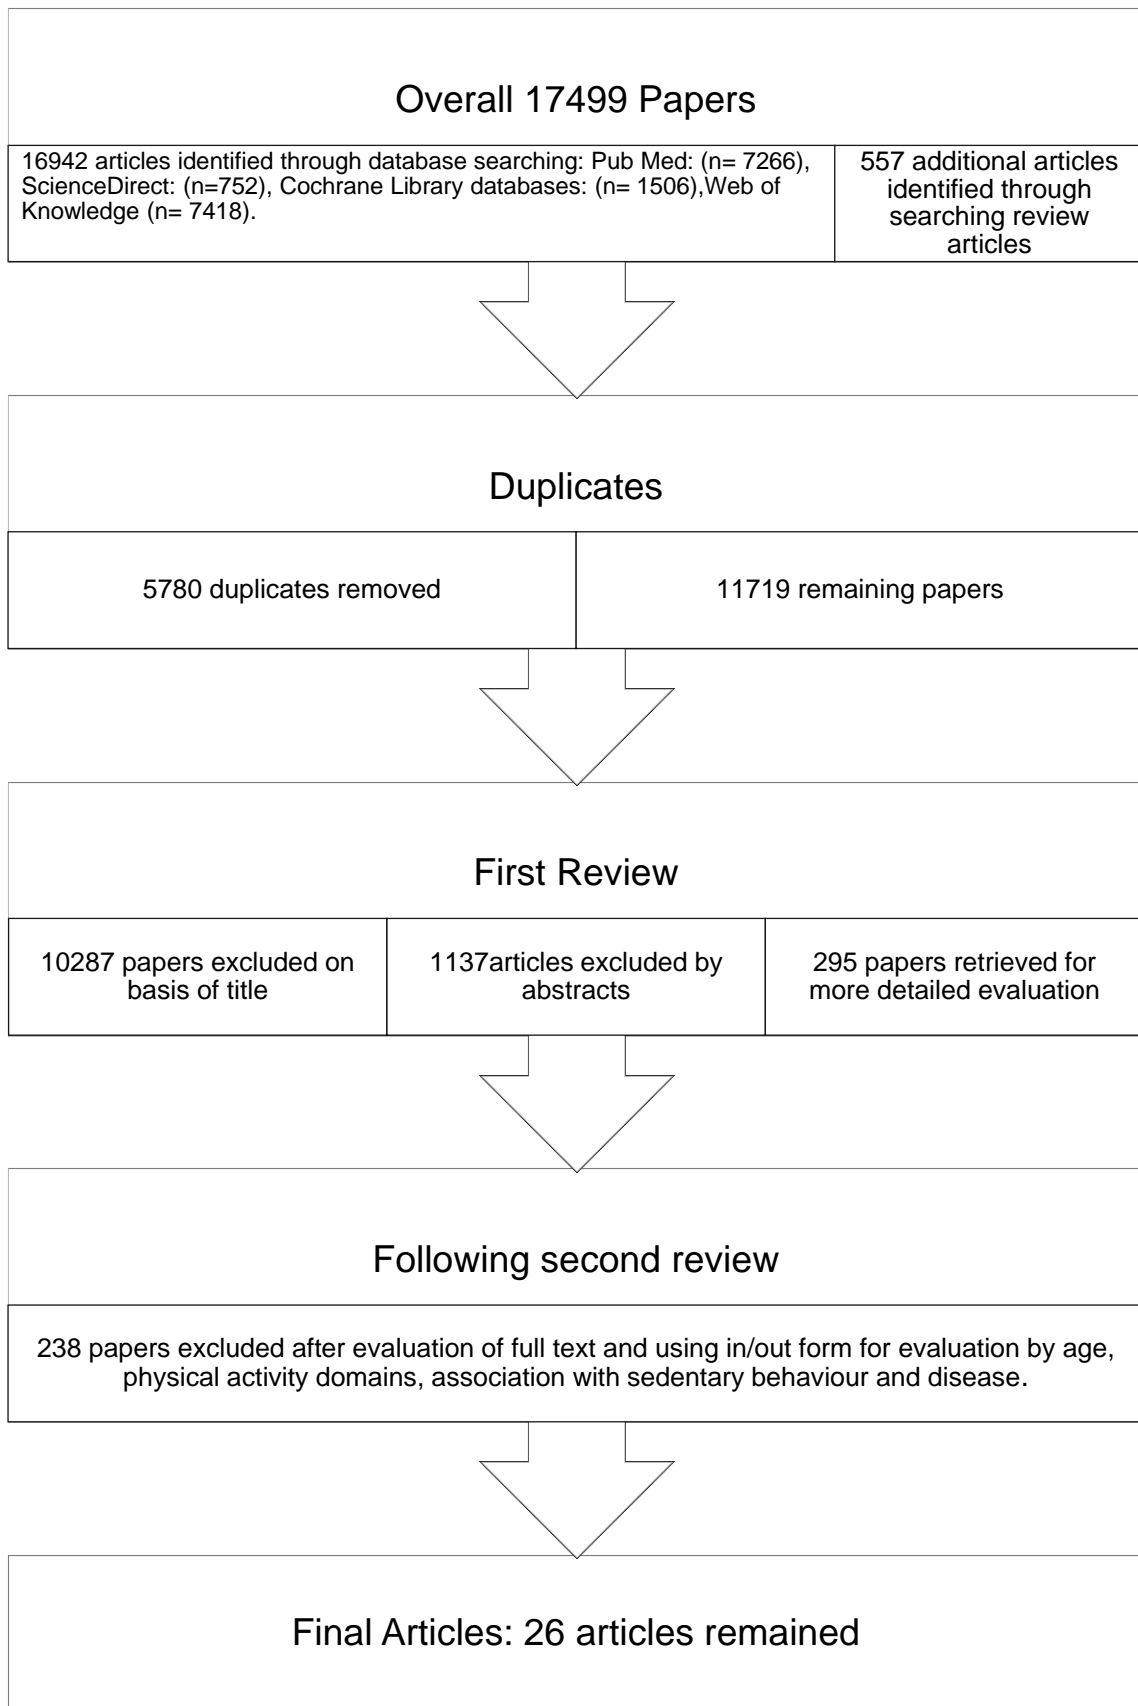 Overall 17499 Papers
16942 articles identified through database searching: Pub Med: (n= 7266),
ScienceDirect: (n=752), Cochrane Library databases: (n= 1506),Web of
Knowledge (n= 7418).
557 additional articles
identified through
searching review
articles
Duplicates
5780 duplicates removed
11719 remaining papers
First Review
10287 papers excluded on
basis of title
1137articles excluded by
abstracts
295 papers retrieved for
more detailed evaluation
Following second review
238 papers excluded after evaluation of full text and using in/out form for evaluation by age,
physical activity domains, association with sedentary behaviour and disease.
Final Articles: 26 articles remained